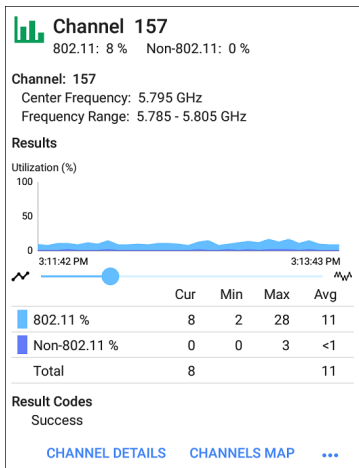 Channel 157
802.11: 8 % Non-802.11: 0 %
Channel: 157
Center Frequency: 5.795 GHz
Frequency Range: 5.785 - 5.805 GHz
Results
Utilization (%)
100
50
0
3:11:42 PM 3:13:43 PM
Cur Min Max Avg
802.11 % 8 2 28 11
Non-802.11 % 0 0 3 <1
Total 8 11
Result Codes
Success
CHANNEL DETAILS CHANNELS MAP